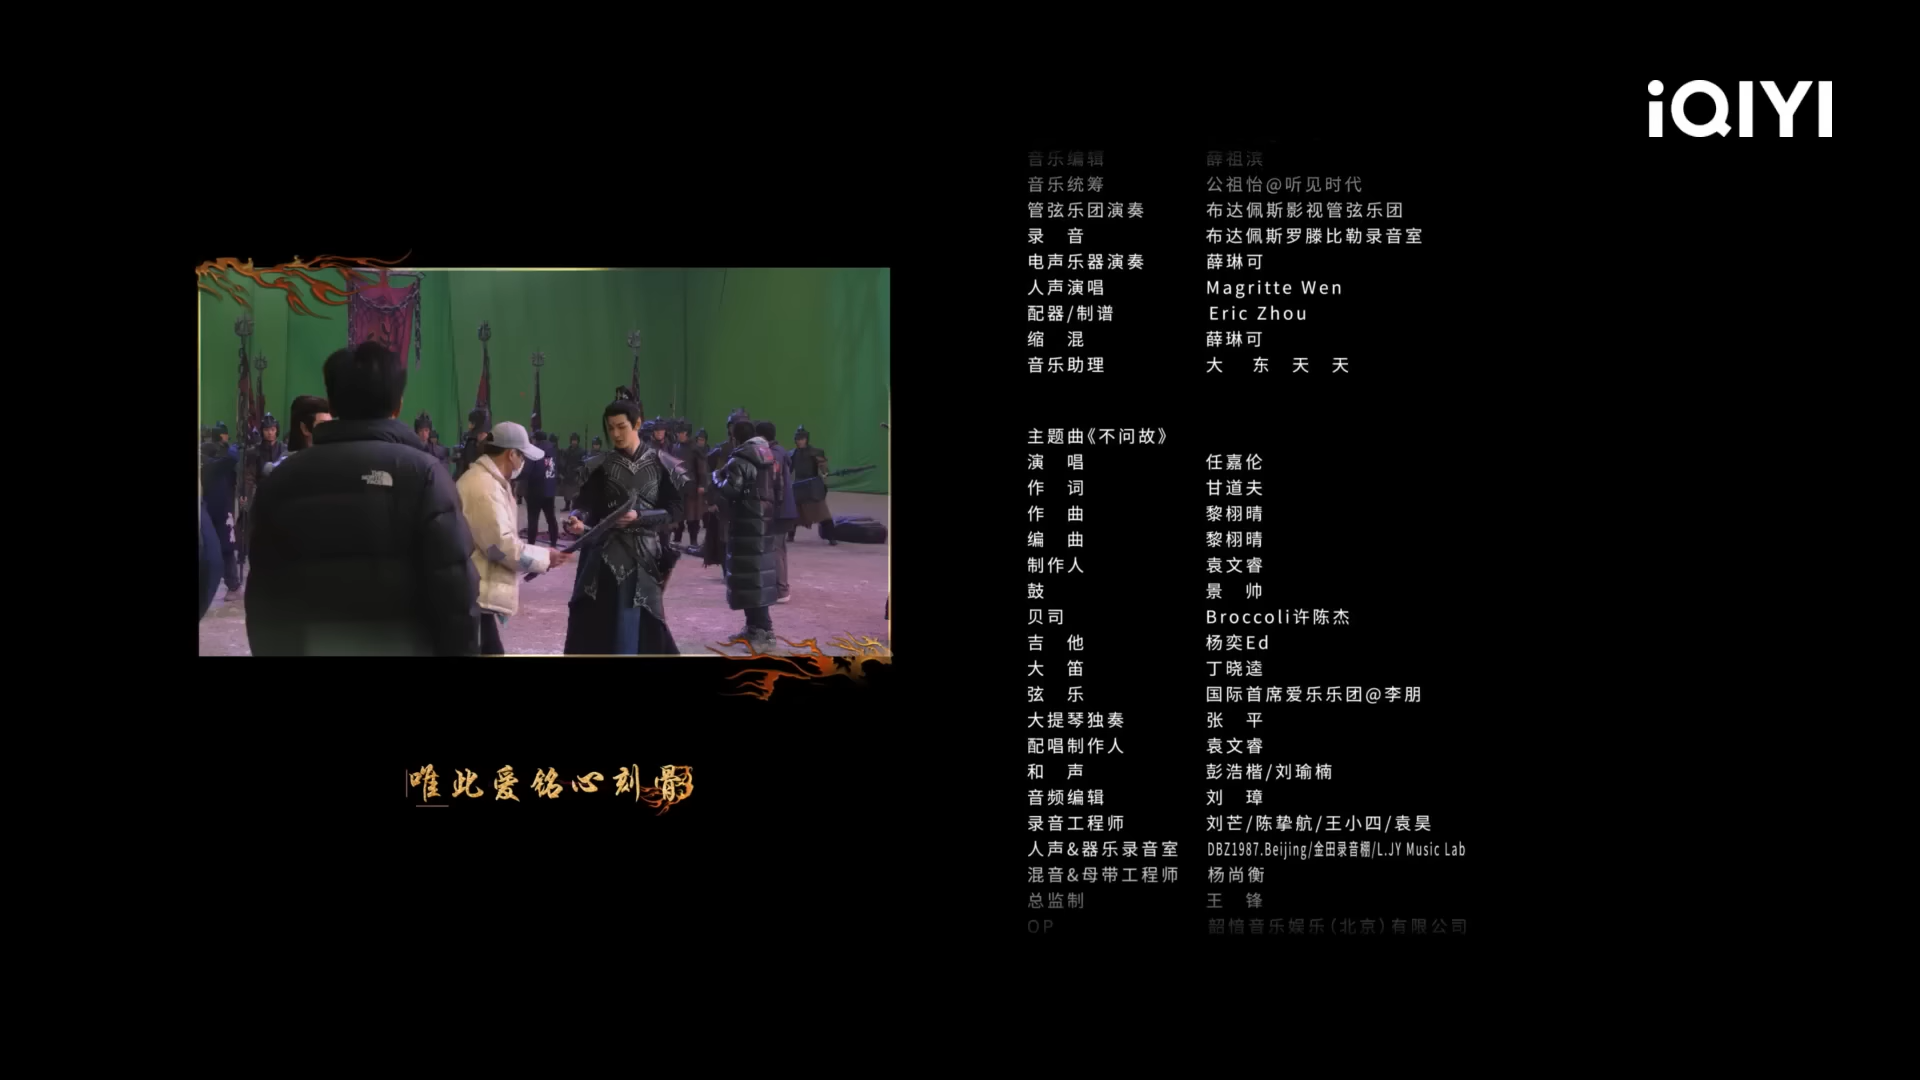 iQIYI
音乐编辑 薛祖滨
音乐统筹 公祖怡@听见时代
管弦乐团演奏 布达佩斯影视管弦乐团
录 音 布达佩斯罗滕比勒录音室
电声乐器演奏 薛琳可
人声演唱 Magritte Wen
配器/制谱 Eric Zhou
缩 混 薛琳可
音乐助理 大 东 天 天
主题曲《不问故》
演 唱 任嘉伦
作 词 甘道夫
作 曲 黎栩晴
编 曲 黎栩晴
制作人 袁文睿
鼓 景 帅
贝司 Broccoli许陈杰
吉 他 杨奕Ed
大 笛 丁晓逵
弦 乐 国际首席爱乐乐团@李朋
大提琴独奏 张 平
配唱制作人 袁文睿
和 声 彭浩楷/刘瑜楠
音频编辑 刘 璋
录音工程师 刘芒/陈挚航/王小四/袁昊
人声&器乐录音室 DBZ1987.Beijing/金田录音棚/L.JY Music Lab
混音&母带工程师 杨尚衡
总监制 王 锋
OP 韶愔音乐娱乐(北京)有限公司
THE NORTH FACE
唯此爱铭心刻骨